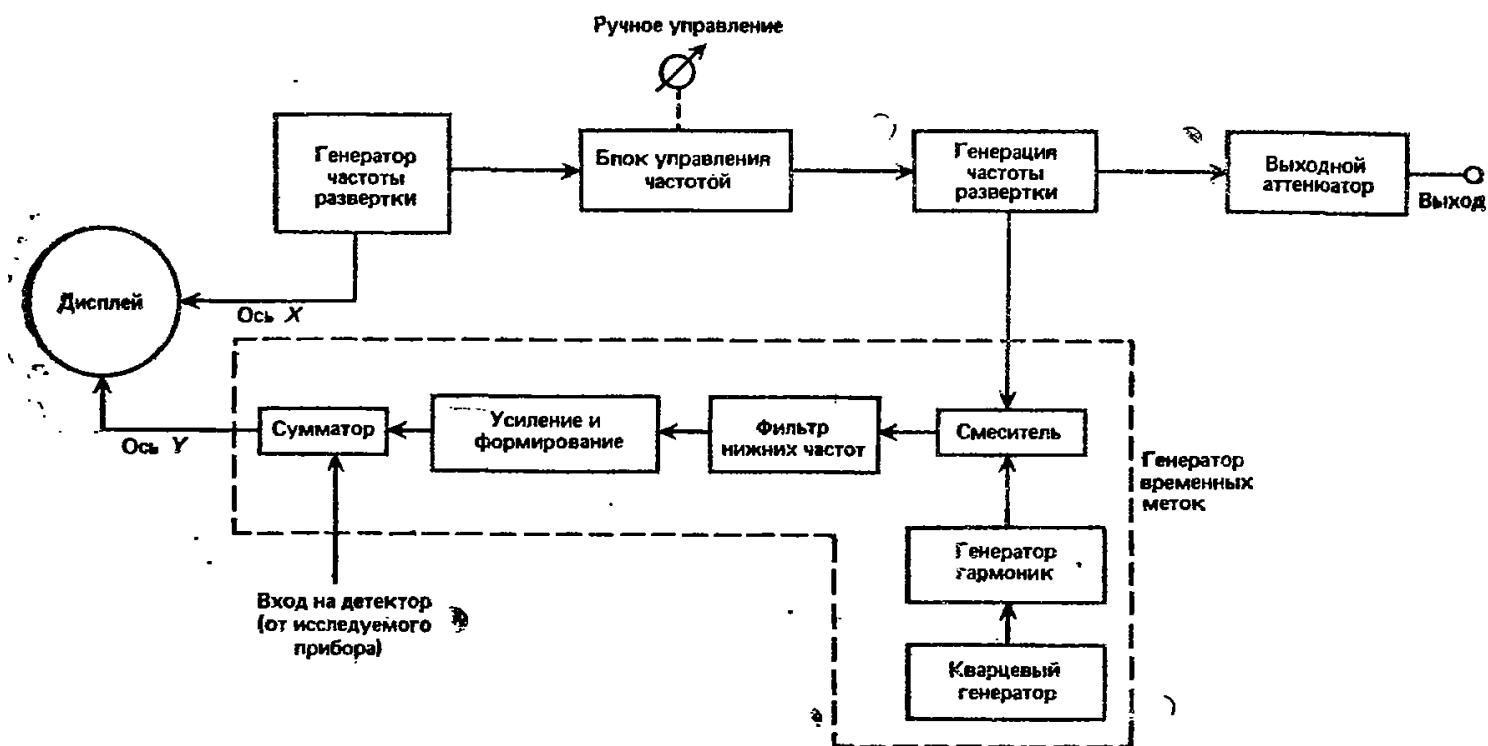 Ручное управление
Генератор
частоты
развертки
Блок управления
частотой
Генерация
частоты
развертки
Выходной
аттенюатор
Выход
Дисплей
Ось X
Ось Y
Сумматор
Усиление и
формирование
Фильтр
нижних частот
Смеситель
Генератор
временных
меток
Генератор
гармоник
Кварцевый
генератор
Вход на детектор
(от исследуемого
прибора)